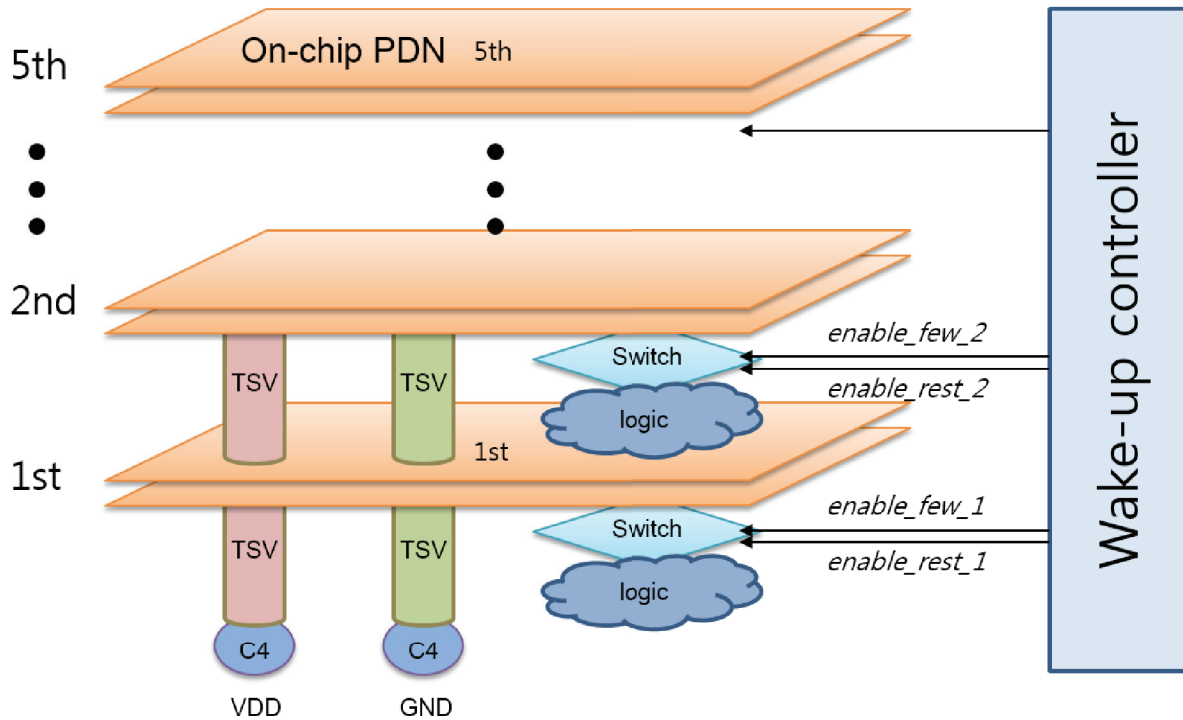 5th
On-chip PDN 5th
2nd
Switch
enable_few_2
TSV
TSV
logic
enable_rest_2
1st
1st
Switch
enable_few_1
TSV
TSV
logic
enable_rest_1
C4
C4
VDD
GND
Wake-up controller